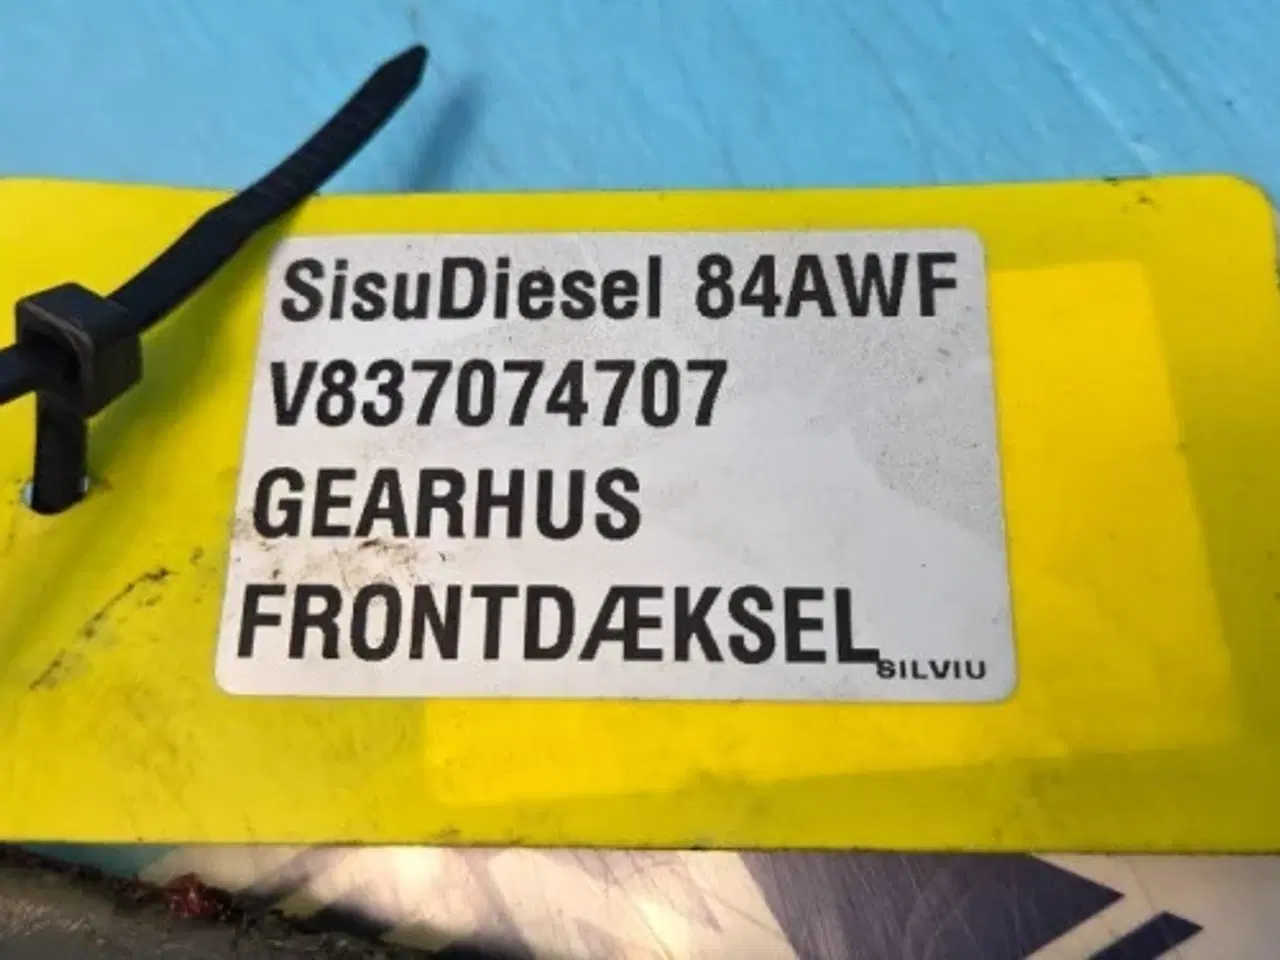 SisuDiesel 84AWF
V837074707
GEARHUS
FRONTDÆKSEL
SILVIU